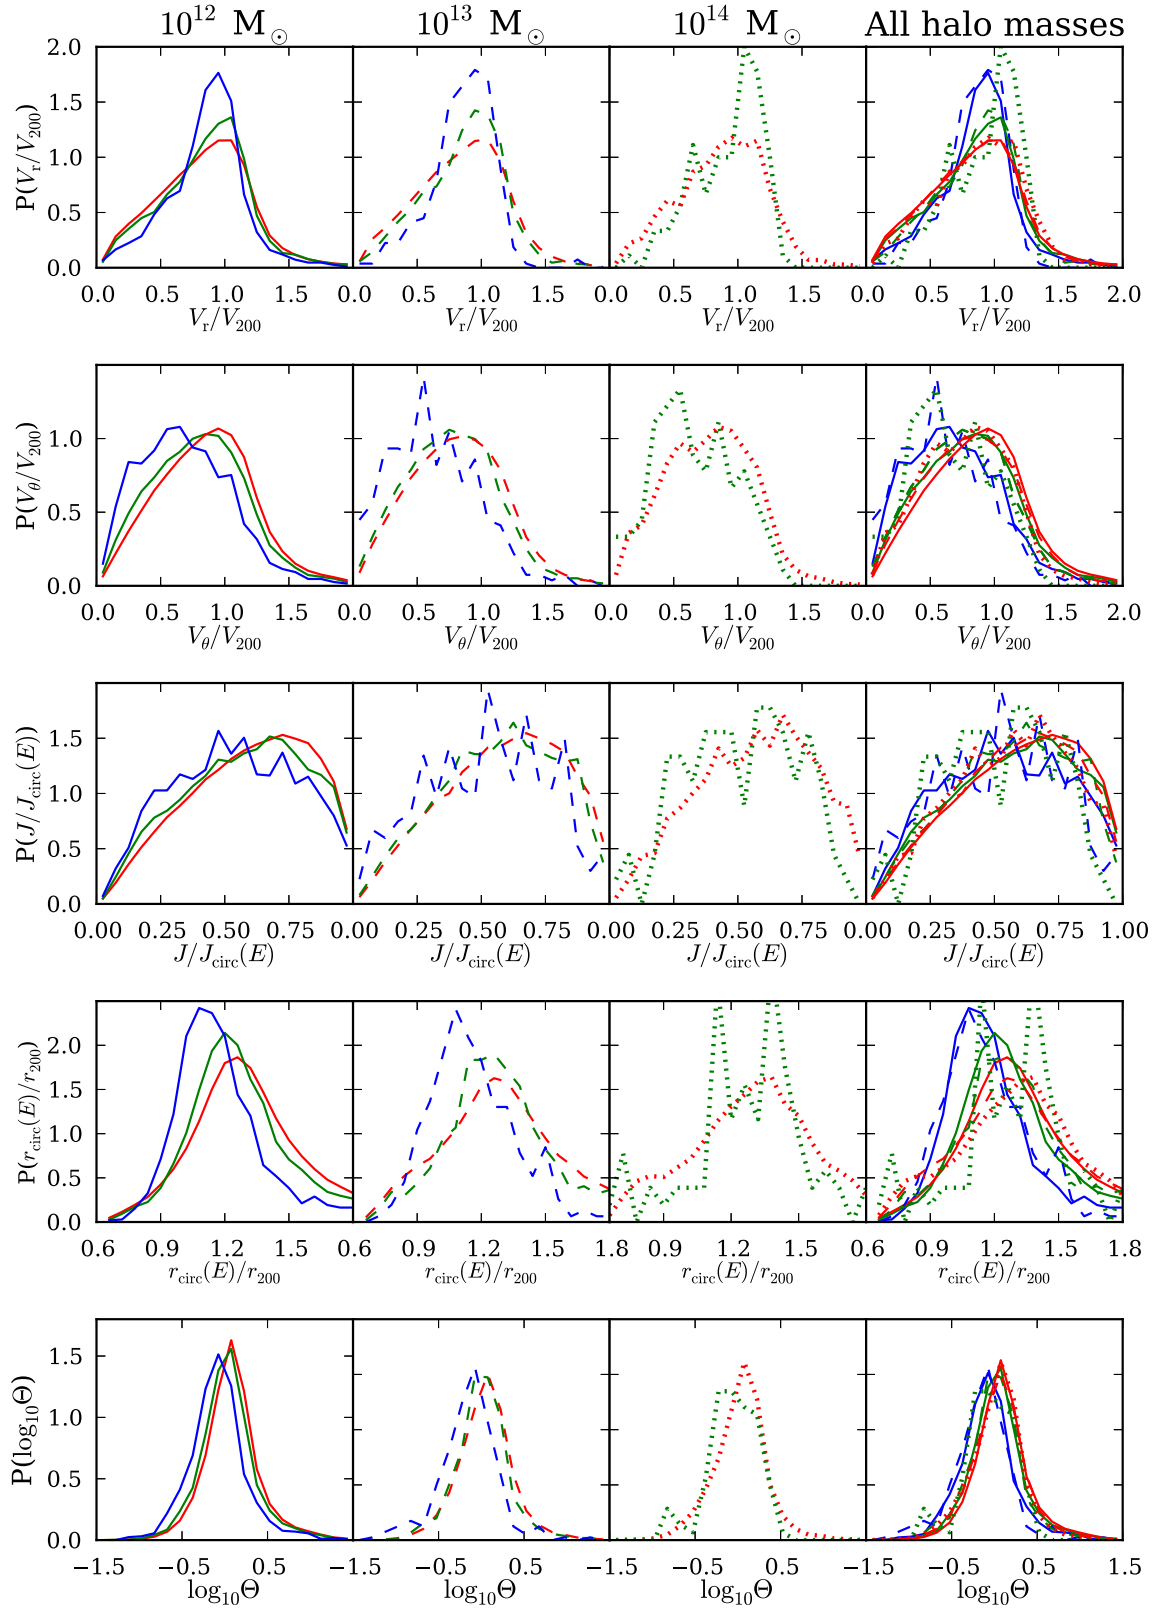 10¹² M⊙ 10¹³ M⊙ 10¹⁴ M⊙ All halo masses
P(V_r/V_200)
2.0
1.5
1.0
0.5
0.0
0.0 0.5 1.0 1.5 0.0 0.5 1.0 1.5 0.0 0.5 1.0 1.5 0.0 0.5 1.0 1.5 2.0
V_r/V_200 V_r/V_200 V_r/V_200 V_r/V_200
P(V_θ/V_200)
1.0
0.5
0.0
0.0 0.5 1.0 1.5 0.0 0.5 1.0 1.5 0.0 0.5 1.0 1.5 0.0 0.5 1.0 1.5 2.0
V_θ/V_200 V_θ/V_200 V_θ/V_200 V_θ/V_200
P(J/J_circ(E))
1.5
1.0
0.5
0.0
0.00 0.25 0.50 0.75 0.00 0.25 0.50 0.75 0.00 0.25 0.50 0.75 0.00 0.25 0.50 0.75 1.00
J/J_circ(E) J/J_circ(E) J/J_circ(E) J/J_circ(E)
P(r_circ(E)/r_200)
2.0
1.5
1.0
0.5
0.0
0.6 0.9 1.2 1.5 0.6 0.9 1.2 1.5 1.8 0.9 1.2 1.5 0.6 0.9 1.2 1.5 1.8
r_circ(E)/r_200 r_circ(E)/r_200 r_circ(E)/r_200 r_circ(E)/r_200
P(log₁₀Θ)
1.5
1.0
0.5
0.0
−1.5 −0.5 0.5 −1.5 −0.5 0.5 −1.5 −0.5 0.5 −1.5 −0.5 0.5 1.5
log₁₀Θ log₁₀Θ log₁₀Θ log₁₀Θ